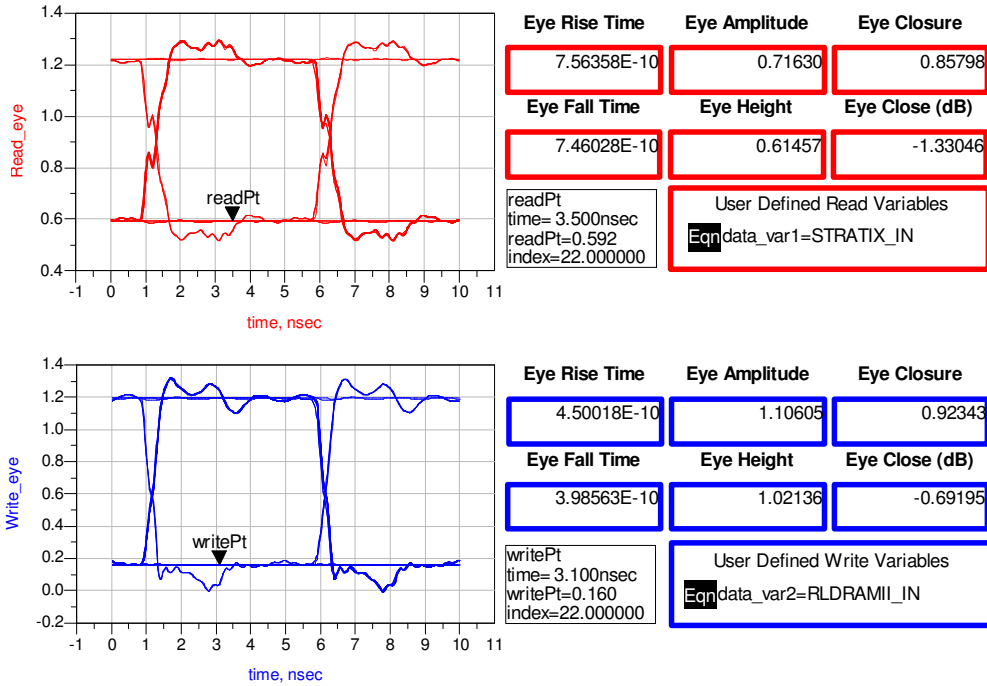 1.4
1.2
1.0
0.8
0.6
0.4
Read_eye
readPt
-1 0 1 2 3 4 5 6 7 8 9 10 11
time, nsec
Eye Rise Time Eye Amplitude Eye Closure
7.56358E-10 0.71630 0.85798
Eye Fall Time Eye Height Eye Close (dB)
7.46028E-10 0.61457 -1.33046
readPt
time= 3.500nsec
readPt=0.592
index=22.000000
User Defined Read Variables
Eqn data_var1=STRATIX_IN
1.4
1.2
1.0
0.8
0.6
0.4
0.2
0.0
-0.2
Write_eye
writePt
-1 0 1 2 3 4 5 6 7 8 9 10 11
time, nsec
Eye Rise Time Eye Amplitude Eye Closure
4.50018E-10 1.10605 0.92343
Eye Fall Time Eye Height Eye Close (dB)
3.98563E-10 1.02136 -0.69195
writePt
time= 3.100nsec
writePt=0.160
index=22.000000
User Defined Write Variables
Eqn data_var2=RLDRAMII_IN